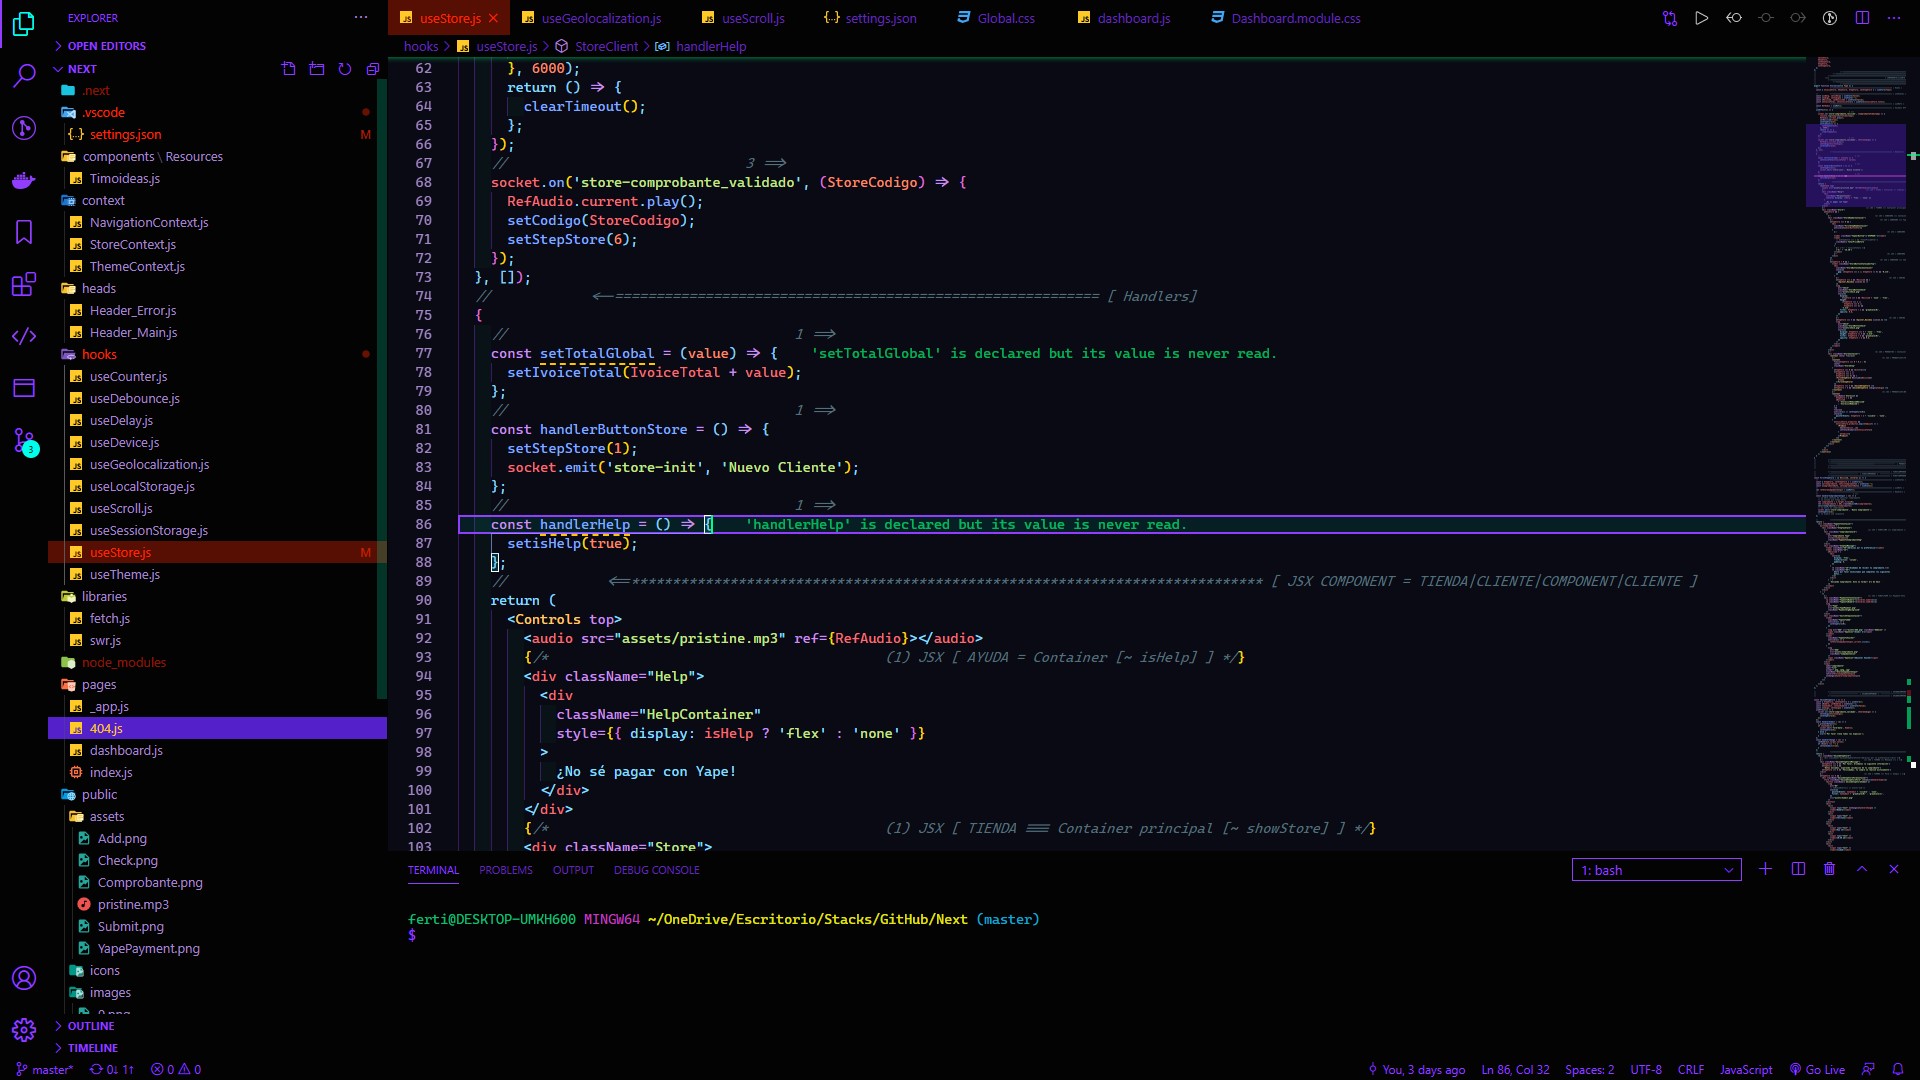 EXPLORER
OPEN EDITORS
NEXT
.next
.vscode
settings.json M
components \ Resources
Timoideas.js
context
NavigationContext.js
StoreContext.js
ThemeContext.js
heads
Header_Error.js
Header_Main.js
hooks
useCounter.js
useDebounce.js
useDelay.js
useDevice.js
useGeolocalization.js
useLocalStorage.js
useScroll.js
useSessionStorage.js
useStore.js M
useTheme.js
libraries
fetch.js
swr.js
node_modules
pages
_app.js
404.js
dashboard.js
index.js
public
assets
Add.png
Check.png
Comprobante.png
pristine.mp3
Submit.png
YapePayment.png
icons
images
0.png
OUTLINE
TIMELINE
3
useStore.js useGeolocalization.js useScroll.js settings.json Global.css dashboard.js Dashboard.module.css
hooks > useStore.js > StoreClient > handlerHelp
62 }, 6000);
63 return () => {
64 clearTimeout();
65 };
66 });
67 // 3 ==>
68 socket.on('store-comprobante_validado', (StoreCodigo) => {
69 RefAudio.current.play();
70 setCodigo(StoreCodigo);
71 setStepStore(6);
72 });
73 }, []);
74 // <=========================================================== [ Handlers]
75 {
76 // 1 ==>
77 const setTotalGlobal = (value) => { 'setTotalGlobal' is declared but its value is never read.
78 setIvoiceTotal(IvoiceTotal + value);
79 };
80 // 1 ==>
81 const handlerButtonStore = () => {
82 setStepStore(1);
83 socket.emit('store-init', 'Nuevo Cliente');
84 };
85 // 1 ==>
86 const handlerHelp = () => { 'handlerHelp' is declared but its value is never read.
87 setisHelp(true);
88 };
89 // <==***************************************************************************** [ JSX COMPONENT = TIENDA|CLIENTE|COMPONENT|CLIENTE ]
90 return (
91 <Controls top>
92 <audio src="assets/pristine.mp3" ref={RefAudio}></audio>
93 {/* (1) JSX [ AYUDA = Container [~ isHelp] ] */}
94 <div className="Help">
95 <div
96 className="HelpContainer"
97 style={{ display: isHelp ? 'flex' : 'none' }}
98 >
99 ¿No sé pagar con Yape!
100 </div>
101 </div>
102 {/* (1) JSX [ TIENDA === Container principal [~ showStore] ] */}
103 <div className="Store">
TERMINAL PROBLEMS OUTPUT DEBUG CONSOLE 1: bash
ferti@DESKTOP-UMKH600 MINGW64 ~/OneDrive/Escritorio/Stacks/GitHub/Next (master)
$
master* 0↓ 1↑ 0 0 You, 3 days ago Ln 86, Col 32 Spaces: 2 UTF-8 CRLF JavaScript Go Live